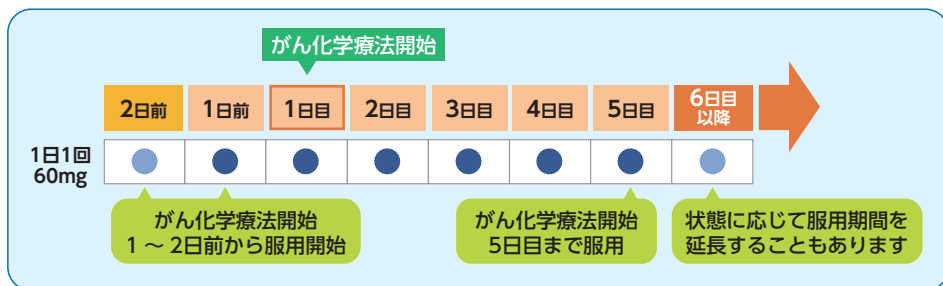 がん化学療法開始
2日前 1日前 1日目 2日目 3日目 4日目 5日目 6日目
以降
1日1回
60mg
がん化学療法開始
1 ～ 2日前から服用開始
がん化学療法開始
5日目まで服用
状態に応じて服用期間を
延長することもあります